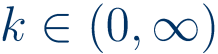 k ∈ (0, ∞)